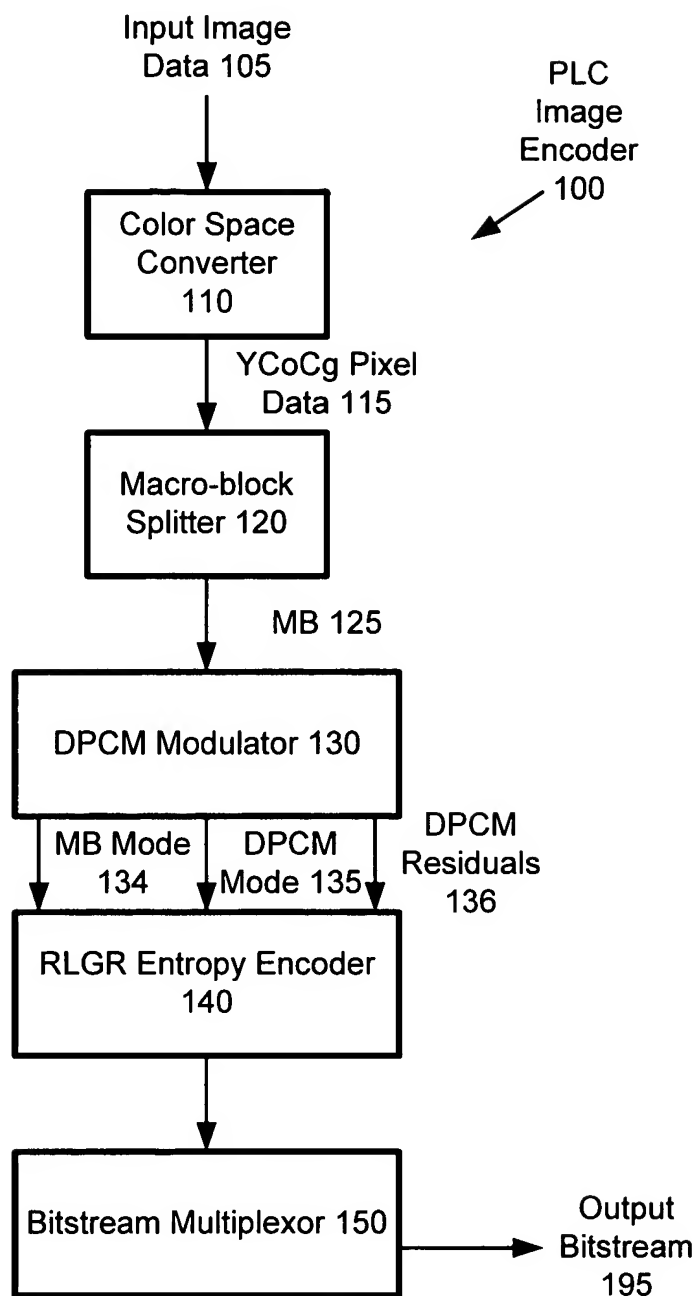 Input Image
Data 105
PLC
Image
Encoder
100
Color Space
Converter
110
YCoCg Pixel
Data 115
Macro-block
Splitter 120
MB 125
DPCM Modulator 130
MB Mode
134
DPCM
Mode 135
DPCM
Residuals
136
RLGR Entropy Encoder
140
Bitstream Multiplexor 150
Output
Bitstream
195